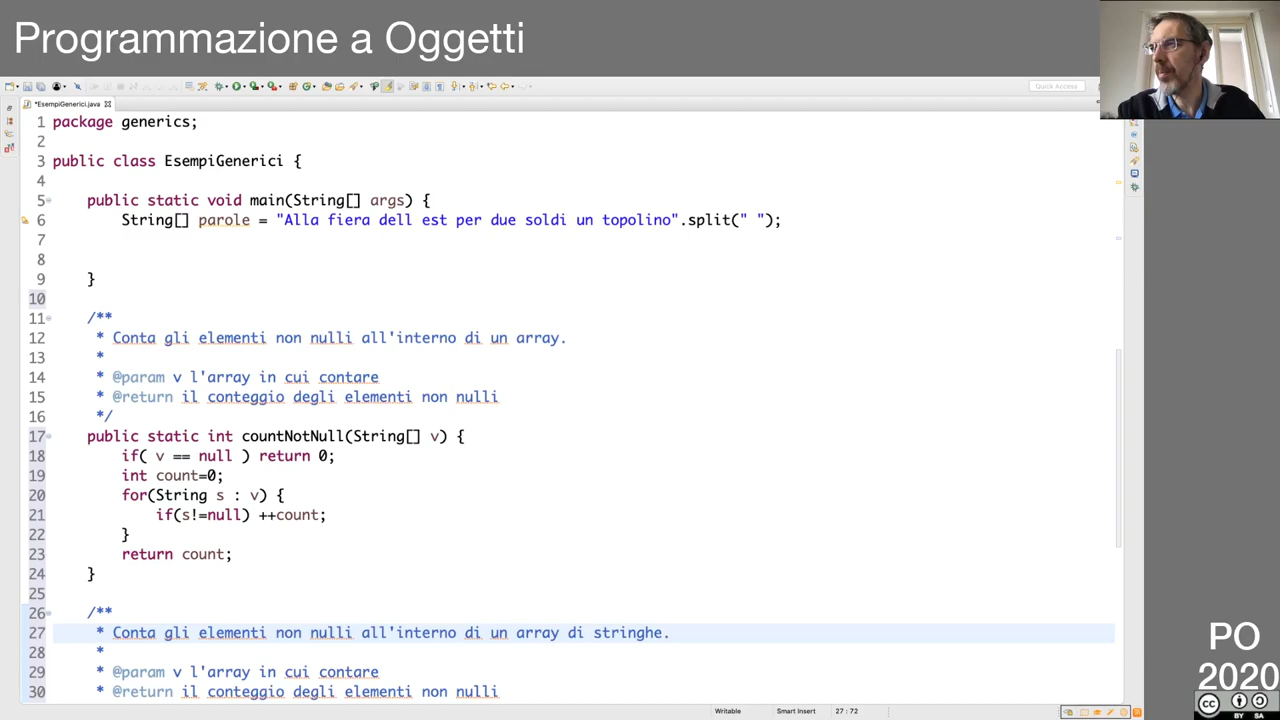 Programmazione a Oggetti
Quick Access
*EsempiGenerici.java
1 package generics;
2
3 public class EsempiGenerici {
4
5 public static void main(String[] args) {
6 String[] parole = "Alla fiera dell est per due soldi un topolino".split(" ");
7
8
9 }
10
11 /**
12 * Conta gli elementi non nulli all'interno di un array.
13 *
14 * @param v l'array in cui contare
15 * @return il conteggio degli elementi non nulli
16 */
17 public static int countNotNull(String[] v) {
18 if( v == null ) return 0;
19 int count=0;
20 for(String s : v) {
21 if(s!=null) ++count;
22 }
23 return count;
24 }
25
26 /**
27 * Conta gli elementi non nulli all'interno di un array di stringhe.
28 *
29 * @param v l'array in cui contare
30 * @return il conteggio degli elementi non nulli
Writable Smart Insert 27 : 72
PO
2020
CC BY SA